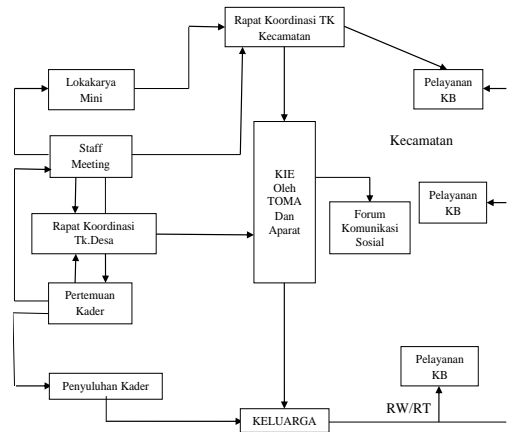 Rapat Koordinasi TK
Kecamatan
Lokakarya
Mini
Pelayanan
KB
Staff
Meeting
KIE
Oleh
TOMA
Dan
Aparat
Kecamatan
Rapat Koordinasi
Tk.Desa
Forum
Komunikasi
Sosial
Pelayanan
KB
Pertemuan
Kader
Penyuluhan Kader
Pelayanan
KB
KELUARGA
RW/RT